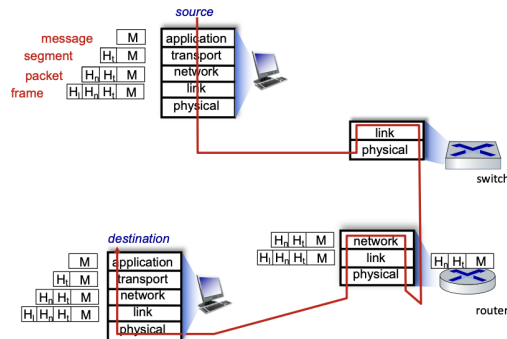 source
message M application
segment Ht M transport
packet Hn Ht M network
frame Hl Hn Ht M link
physical
link
physical
switch
destination
M application
Ht M transport
Hn Ht M network
Hl Hn Ht M link
physical
Hn Ht M network Hn Ht M
Hl Hn Ht M link
physical
router